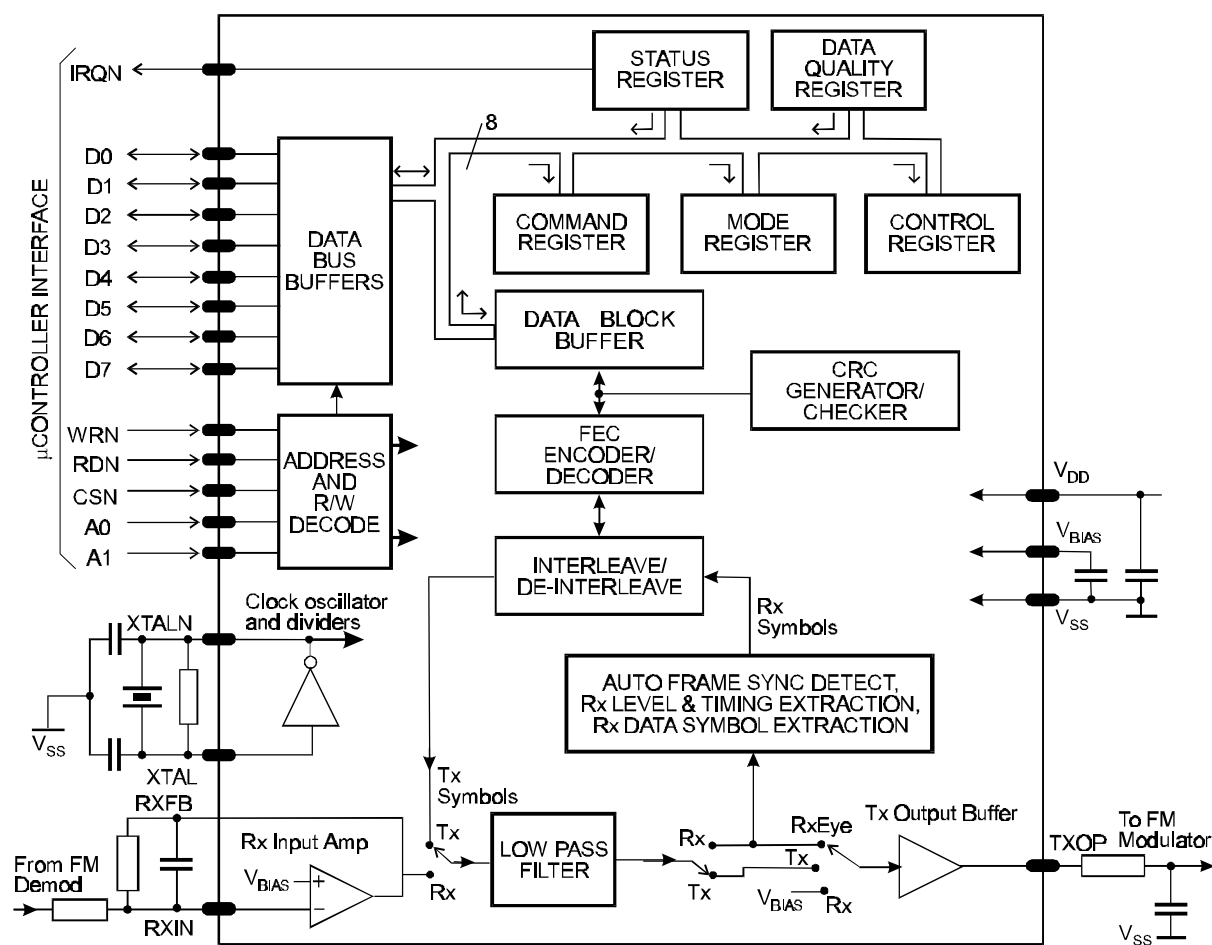 STATUS
REGISTER
DATA
QUALITY
REGISTER
IRQN
8
D0
D1
D2
D3
D4
D5
D6
D7
μCONTROLLER INTERFACE
DATA
BUS
BUFFERS
COMMAND
REGISTER
MODE
REGISTER
CONTROL
REGISTER
DATA BLOCK
BUFFER
CRC
GENERATOR/
CHECKER
WRN
RDN
CSN
A0
A1
ADDRESS
AND
R/W
DECODE
FEC
ENCODER/
DECODER
VDD
VBIAS
VSS
INTERLEAVE/
DE-INTERLEAVE
Rx
Symbols
XTALN
Clock oscillator
and dividers
VSS
XTAL
AUTO FRAME SYNC DETECT,
Rx LEVEL & TIMING EXTRACTION,
Rx DATA SYMBOL EXTRACTION
Tx
Symbols
RXFB
Rx Input Amp
From FM
Demod
VBIAS
+
−
RXIN
Tx
Rx
LOW PASS
FILTER
Rx
Tx
RxEye
Tx
VBIAS
Rx
Tx Output Buffer
TXOP
To FM
Modulator
VSS